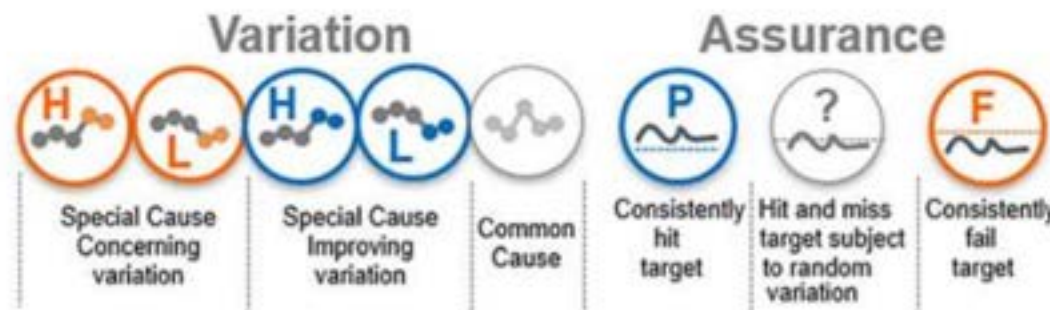 Variation
Assurance
H
L
H
L
P
?
F
Special Cause
Concerning
variation
Special Cause
Improving
variation
Common
Cause
Consistently
hit
target
Hit and miss
target subject
to random
variation
Consistently
fail
target